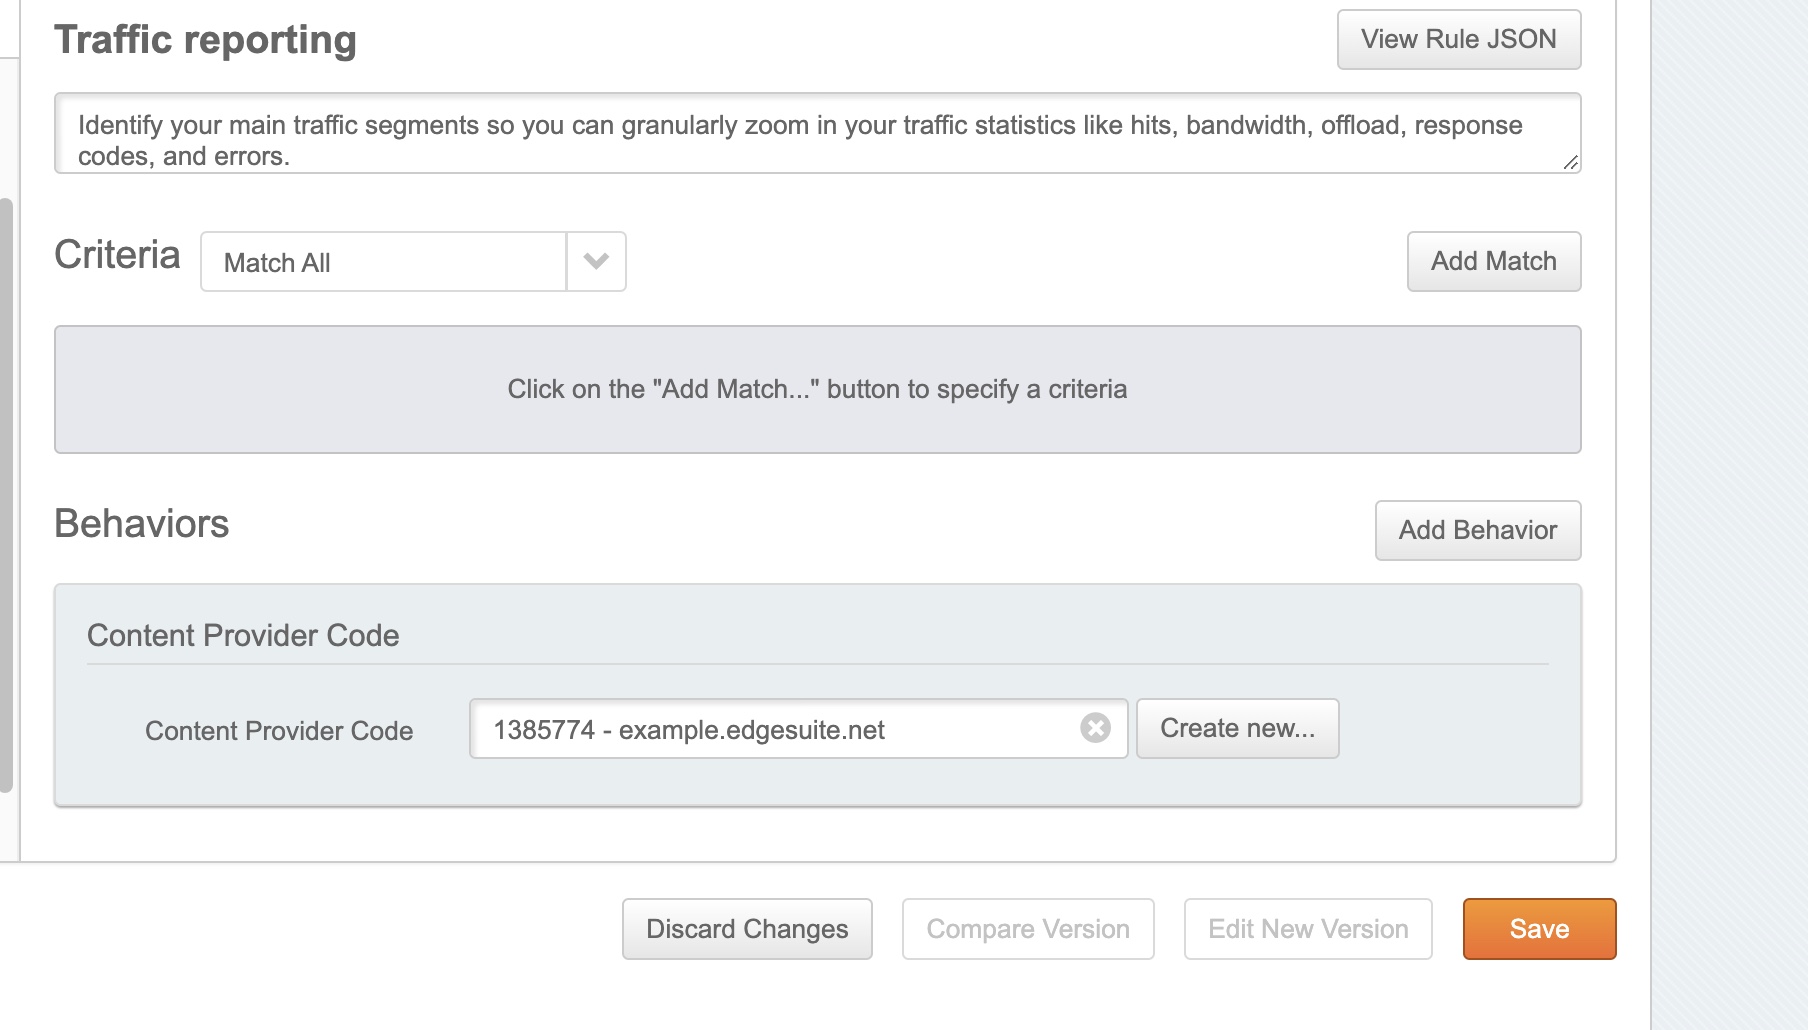 Traffic reporting
View Rule JSON
Identify your main traffic segments so you can granularly zoom in your traffic statistics like hits, bandwidth, offload, response
codes, and errors.
Criteria
Match All
Add Match
Click on the "Add Match..." button to specify a criteria
Behaviors
Add Behavior
Content Provider Code
Content Provider Code
1385774 - example.edgesuite.net
Create new...
Discard Changes
Compare Version
Edit New Version
Save